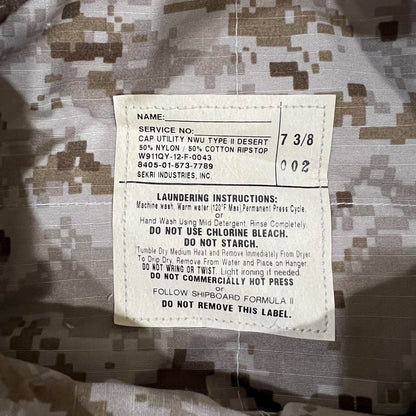 NAME:
SERVICE NO:
CAP UTILITY NWU TYPE II DESERT
50% NYLON / 50% COTTON RIPSTOP
W911QY-12-F-0043
8405-01-573-7789
SEKRI INDUSTRIES, INC.
7 3/8
002
LAUNDERING INSTRUCTIONS:
Machine wash, Warm water (120°F Max) Permanent Press Cycle.
or
Hand Wash Using Mild Detergent, Rinse Completely.
DO NOT USE CHLORINE BLEACH.
DO NOT STARCH.
Tumble Dry Medium Heat and Remove Immediately From Dryer.
To Drip Dry, Remove From Water and Place on Hanger.
DO NOT WRING OR TWIST. Light ironing if needed.
DO NOT COMMERCIALLY HOT PRESS
or
FOLLOW SHIPBOARD FORMULA II
DO NOT REMOVE THIS LABEL.